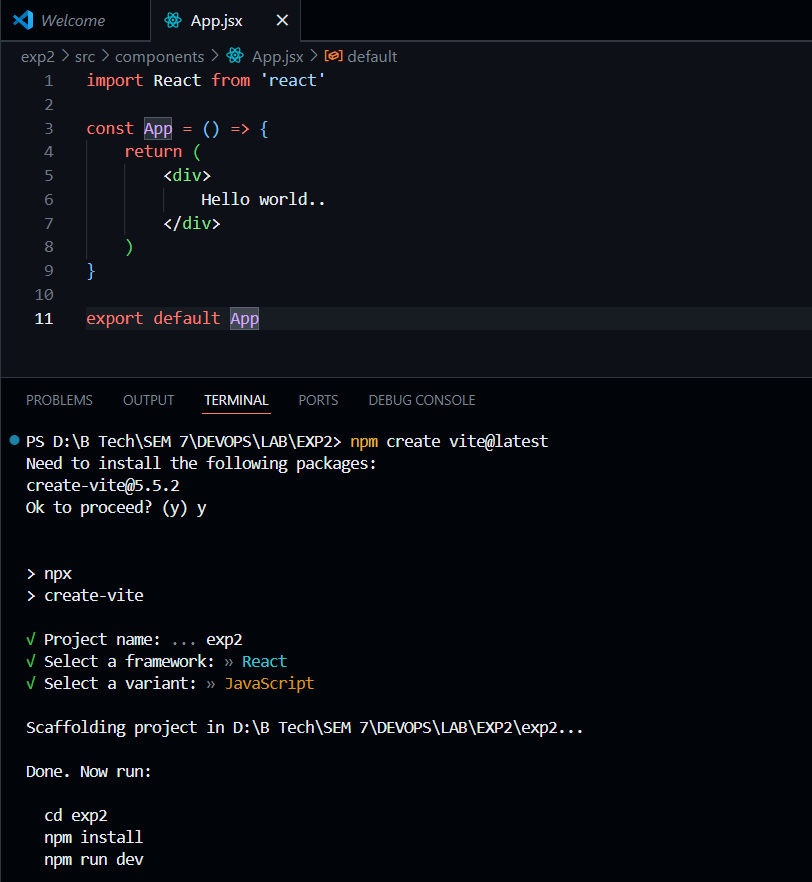 Welcome
App.jsx
exp2 > src > components > App.jsx > default
1 import React from 'react'
2
3 const App = () => {
4     return (
5         <div>
6             Hello world..
7         </div>
8     )
9 }
10
11 export default App
PROBLEMS OUTPUT TERMINAL PORTS DEBUG CONSOLE
PS D:\B Tech\SEM 7\DEVOPS\LAB\EXP2> npm create vite@latest
Need to install the following packages:
create-vite@5.5.2
Ok to proceed? (y) y
> npx
> create-vite
√ Project name: ... exp2
√ Select a framework: » React
√ Select a variant: » JavaScript
Scaffolding project in D:\B Tech\SEM 7\DEVOPS\LAB\EXP2\exp2...
Done. Now run:
cd exp2
npm install
npm run dev